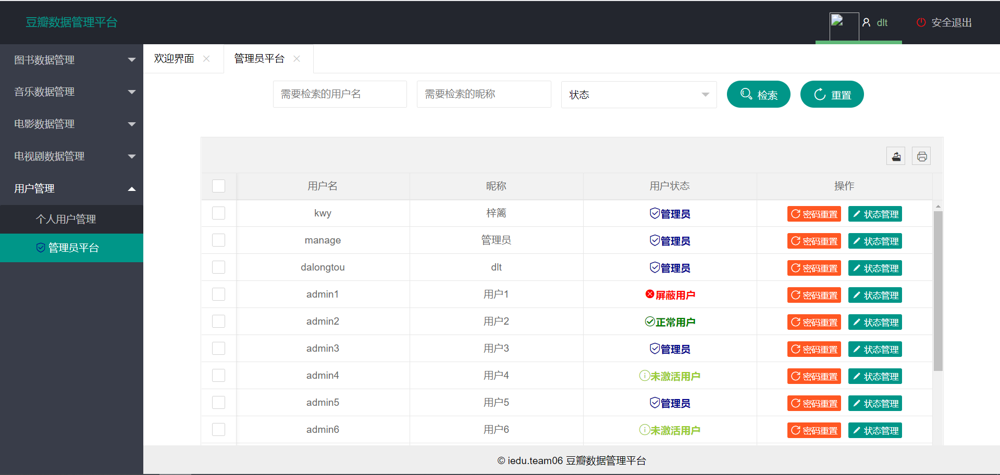 豆瓣数据管理平台
dlt
安全退出
图书数据管理
音乐数据管理
电影数据管理
电视剧数据管理
用户管理
个人用户管理
管理员平台
欢迎界面
管理员平台
需要检索的用户名
需要检索的昵称
状态
检索
重置
用户名 昵称 用户状态 操作
kwy 梓篱 管理员 密码重置 状态管理
manage 管理员 管理员 密码重置 状态管理
dalongtou dlt 管理员 密码重置 状态管理
admin1 用户1 屏蔽用户 密码重置 状态管理
admin2 用户2 正常用户 密码重置 状态管理
admin3 用户3 管理员 密码重置 状态管理
admin4 用户4 未激活用户 密码重置 状态管理
admin5 用户5 管理员 密码重置 状态管理
admin6 用户6 未激活用户 密码重置 状态管理
© iedu.team06 豆瓣数据管理平台